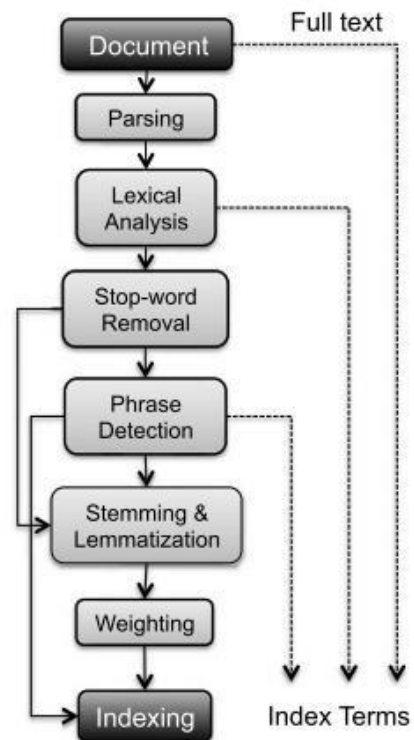 Full text
Document
Parsing
Lexical
Analysis
Stop-word
Removal
Phrase
Detection
Stemming &
Lemmatization
Weighting
Indexing
Index Terms